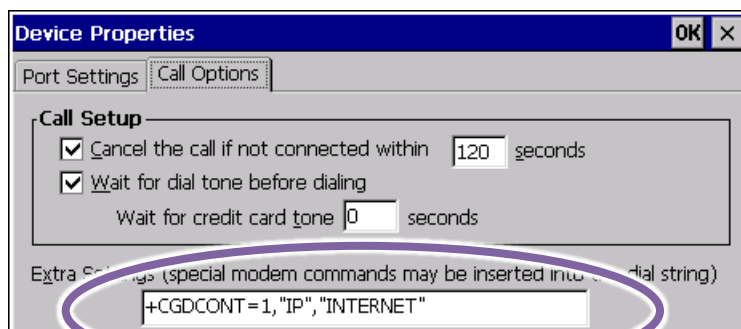 Device Properties OK ×
Port Settings Call Options
Call Setup
Cancel the call if not connected within 120 seconds
Wait for dial tone before dialing
Wait for credit card tone 0 seconds
Extra (special modem commands may be inserted into dial string)
+CGDCONT=1,"IP","INTERNET"